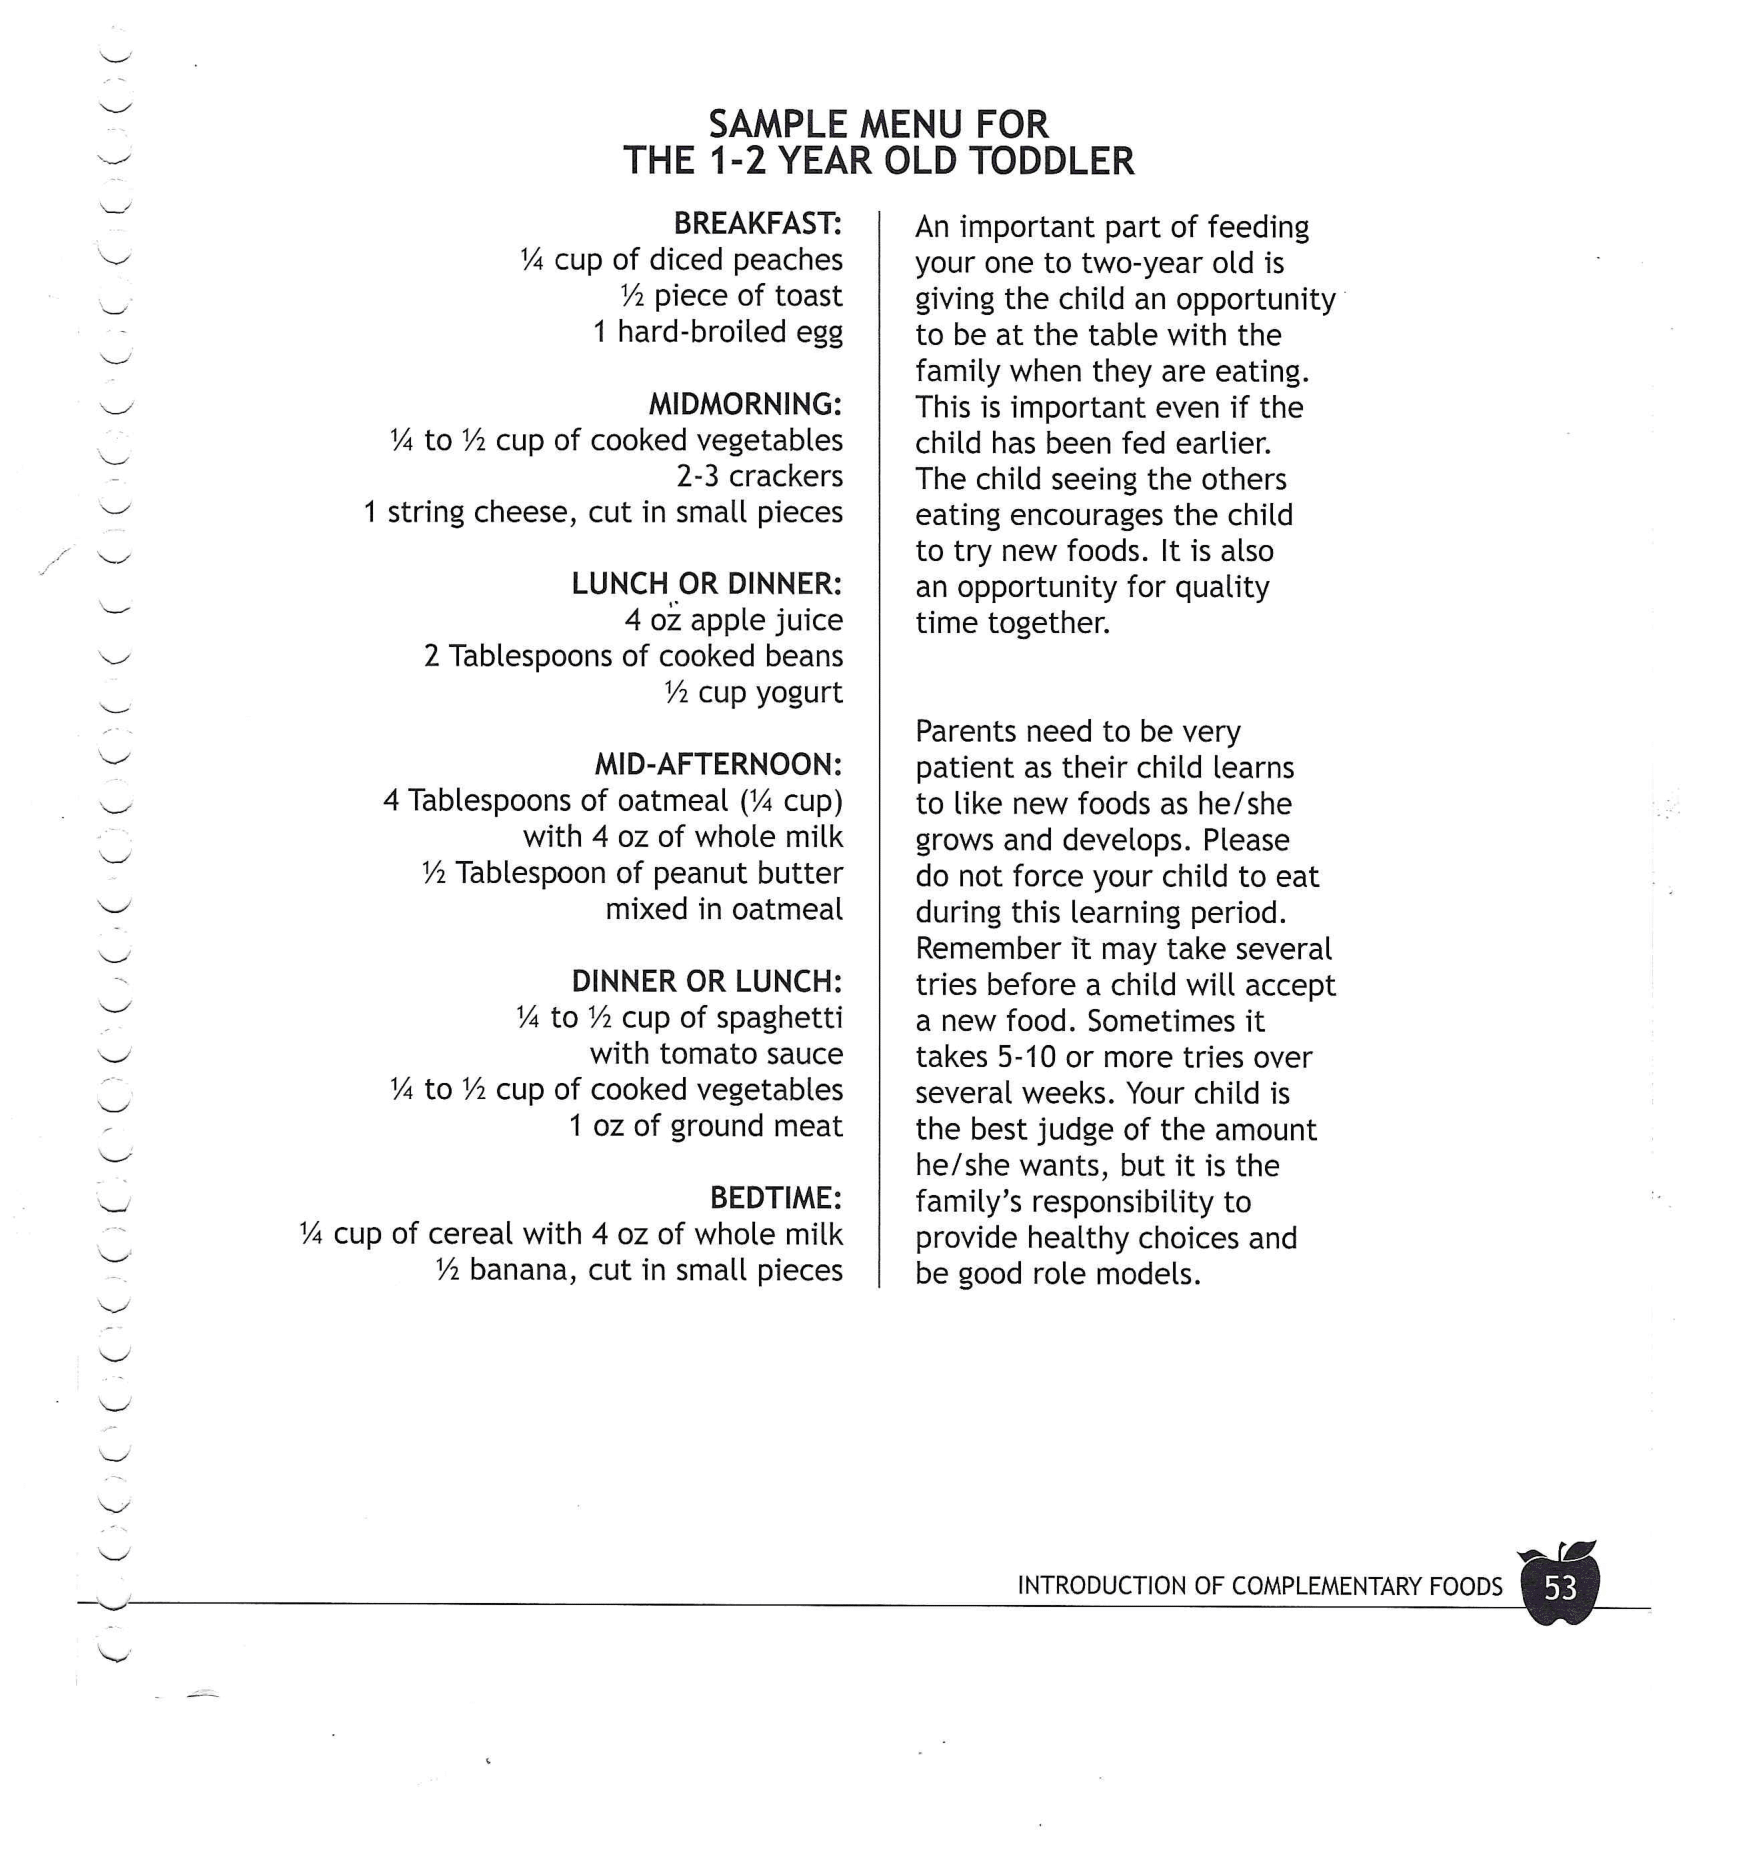 SAMPLE MENU FOR
THE 1-2 YEAR OLD TODDLER
BREAKFAST:
¼ cup of diced peaches
½ piece of toast
1 hard-broiled egg
MIDMORNING:
¼ to ½ cup of cooked vegetables
2-3 crackers
1 string cheese, cut in small pieces
LUNCH OR DINNER:
4 oz apple juice
2 Tablespoons of cooked beans
½ cup yogurt
MID-AFTERNOON:
4 Tablespoons of oatmeal (¼ cup)
with 4 oz of whole milk
½ Tablespoon of peanut butter
mixed in oatmeal
DINNER OR LUNCH:
¼ to ½ cup of spaghetti
with tomato sauce
¼ to ½ cup of cooked vegetables
1 oz of ground meat
BEDTIME:
¼ cup of cereal with 4 oz of whole milk
½ banana, cut in small pieces
An important part of feeding
your one to two-year old is
giving the child an opportunity
to be at the table with the
family when they are eating.
This is important even if the
child has been fed earlier.
The child seeing the others
eating encourages the child
to try new foods. It is also
an opportunity for quality
time together.
Parents need to be very
patient as their child learns
to like new foods as he/she
grows and develops. Please
do not force your child to eat
during this learning period.
Remember it may take several
tries before a child will accept
a new food. Sometimes it
takes 5-10 or more tries over
several weeks. Your child is
the best judge of the amount
he/she wants, but it is the
family's responsibility to
provide healthy choices and
be good role models.
INTRODUCTION OF COMPLEMENTARY FOODS 53